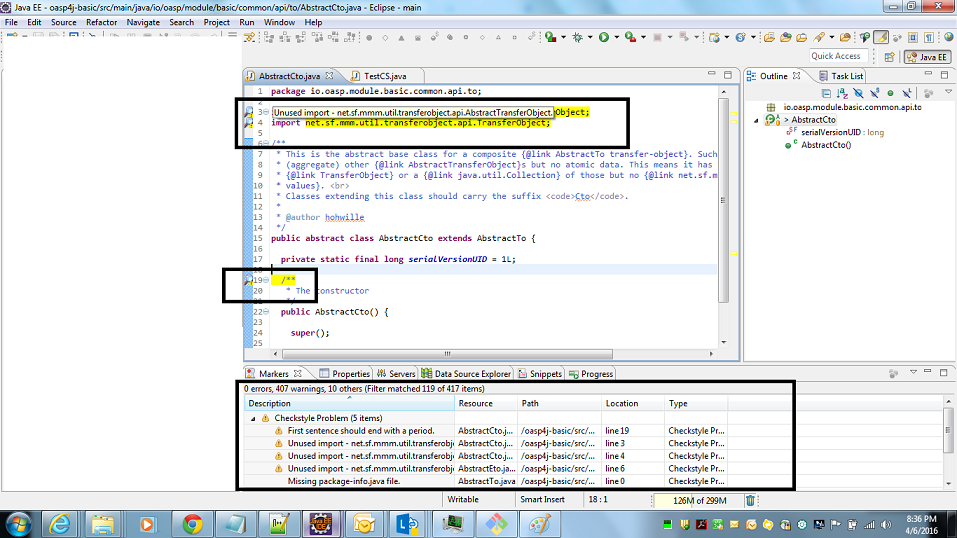 Java EE - oasp4j-basic/src/main/java/io/oasp/module/basic/common/api/to/AbstractCto.java - Eclipse - main
File Edit Source Refactor Navigate Search Project Run Window Help
Quick Access
Java EE
AbstractCto.java
TestCS.java
Outline
Task List
1 package io.oasp.module.basic.common.api.to;
2
3 Unused import - net.sf.mmm.util.transferobject.api.AbstractTransferObject. Object;
4 import net.sf.mmm.util.transferobject.api.TransferObject;
5
6 /**
7 * This is the abstract base class for a composite {@link AbstractTo transfer-object}. Such
8 * (aggregate) other {@link AbstractTransferObject}s but no atomic data. This means it has
9 * {@link TransferObject} or a {@link java.util.Collection} of those but no {@link net.sf.m
10 * values}. <br>
11 * Classes extending this class should carry the suffix <code>Cto</code>.
12 *
13 * @author hohwille
14 */
15 public abstract class AbstractCto extends AbstractTo {
16
17 private static final long serialVersionUID = 1L;
18
19 /**
20 * The constructor
21 */
22 public AbstractCto() {
23
24 super();
25
io.oasp.module.basic.common.api.to
AbstractCto
serialVersionUID : long
AbstractCto()
Markers
Properties
Servers
Data Source Explorer
Snippets
Progress
0 errors, 407 warnings, 10 others (Filter matched 119 of 417 items)
Description Resource Path Location Type
Checkstyle Problem (5 items)
First sentence should end with a period. AbstractCto.j... /oasp4j-basic/src/... line 19 Checkstyle Pr...
Unused import - net.sf.mmm.util.transferobj AbstractCto.j... /oasp4j-basic/src/... line 3 Checkstyle Pr...
Unused import - net.sf.mmm.util.transferobj AbstractCto.j... /oasp4j-basic/src/... line 4 Checkstyle Pr...
Unused import - net.sf.mmm.util.transferobj AbstractEto.ja... /oasp4j-basic/src/... line 6 Checkstyle Pr...
Missing package-info.java file. AbstractTo.java /oasp4j-basic/src/... line 0 Checkstyle Pr...
Writable
Smart Insert
18 : 1
126M of 299M
8:36 PM
4/6/2016